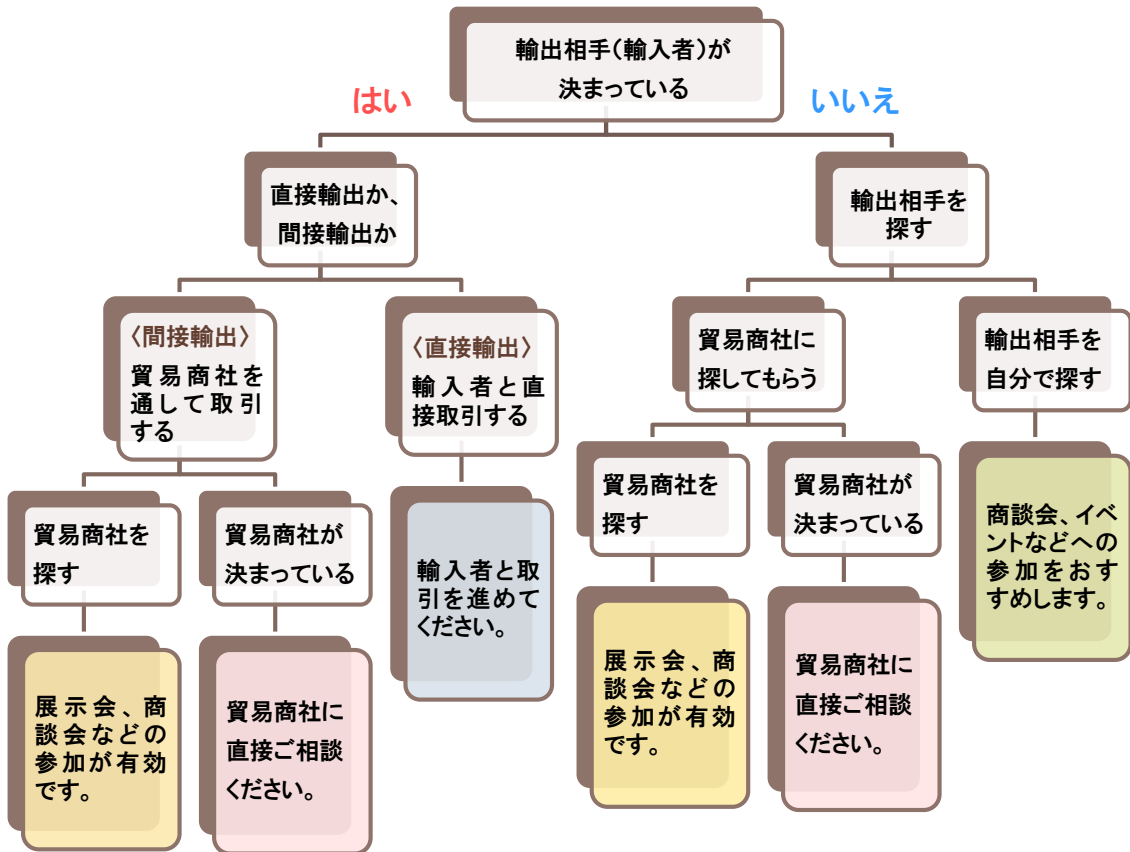 輸出相手(輸入者)が
決まっている
はい
いいえ
直接輸出か、
間接輸出か
輸出相手を
探す
〈間接輸出〉
貿易商社を
通して取引
する
〈直接輸出〉
輸入者と直
接取引する
貿易商社に
探してもらう
輸出相手を
自分で探す
貿易商社を
探す
貿易商社が
決まっている
輸入者と取
引を進めて
ください。
貿易商社を
探す
貿易商社が
決まっている
商談会、イベ
ントなどへの
参加をおす
すめします。
展示会、商
談会などの
参加が有効
です。
貿易商社に
直接ご相談
ください。
展示会、商
談会などの
参加が有効
です。
貿易商社に
直接ご相談
ください。